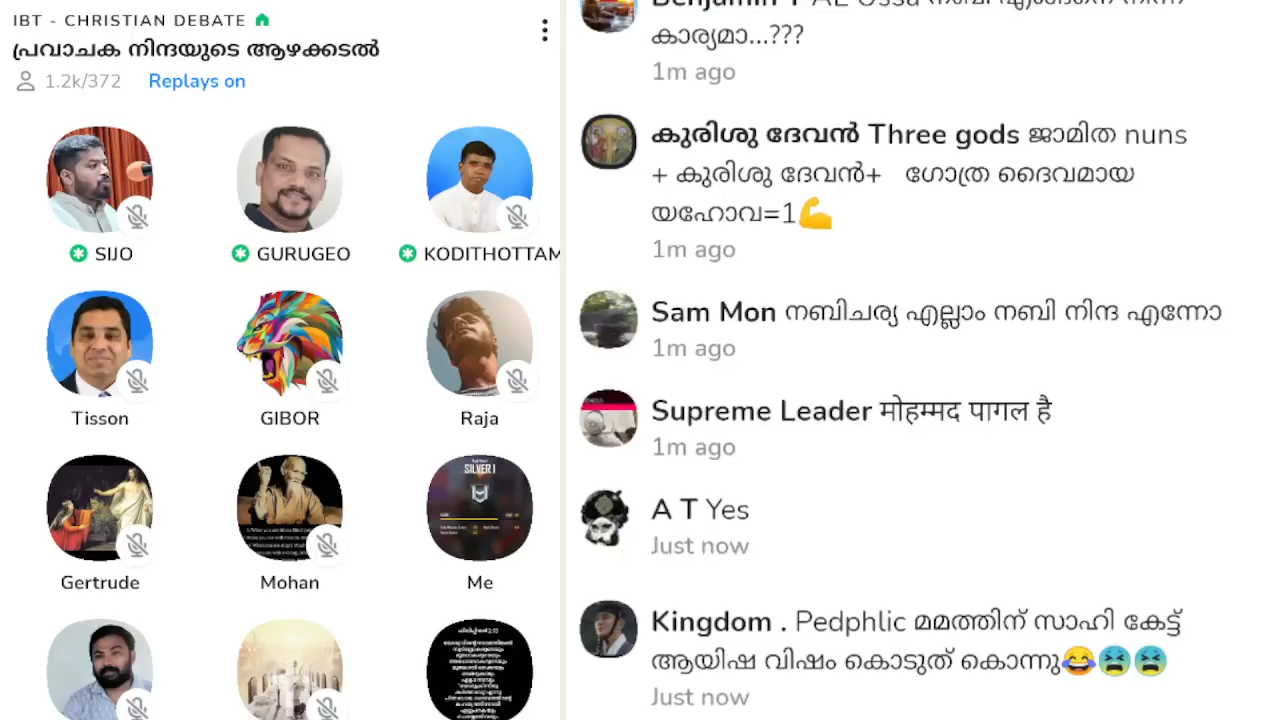 IBT - CHRISTIAN DEBATE
പ്രവാചക നിന്ദയുടെ ആഴക്കടൽ
1.2k/372 Replays on
SIJO
GURUGEO
KODITHOTTAM
Tisson
GIBOR
Raja
SILVER I
Gertrude
Mohan
Me
കാര്യമാ...???
1m ago
കുരിശു ദേവൻ Three gods ജാമിത nuns
+ കുരിശു ദേവൻ+ ഗോത്ര ദൈവമായ
യഹോവ=1💪
1m ago
Sam Mon നബിചര്യ എല്ലാം നബി നിന്ദ എന്നോ
1m ago
Supreme Leader मोहम्मद पागल है
1m ago
A T Yes
Just now
Kingdom . Pedphlic മമത്തിന് സാഹി കേട്ട്
ആയിഷ വിഷം കൊടുത് കൊന്നു😂😫😫
Just now